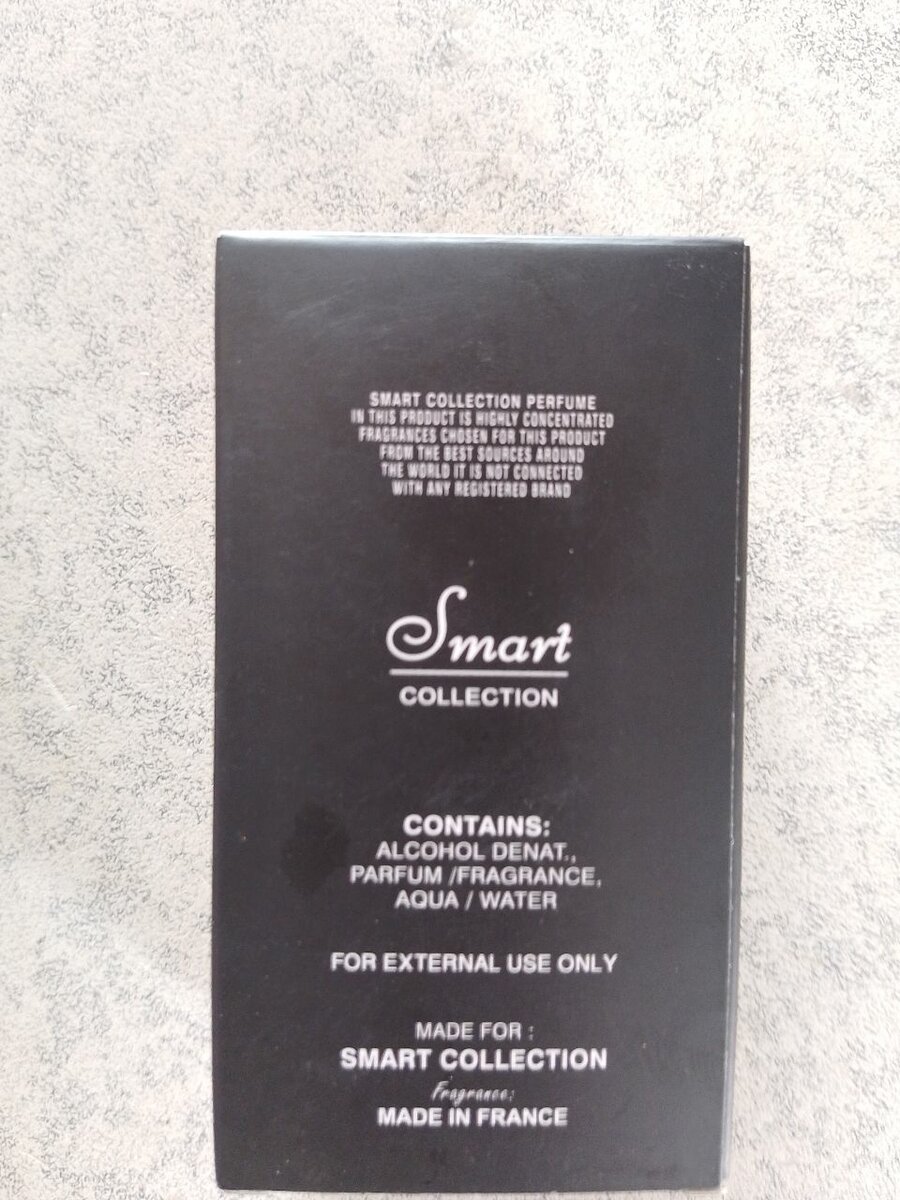 SMART COLLECTION PERFUME
IN THIS PRODUCT IS HIGHLY CONCENTRATED
FRAGRANCES CHOSEN FOR THIS PRODUCT
FROM THE BEST SOURCES AROUND
THE WORLD IT IS NOT CONNECTED
WITH ANY REGISTERED BRAND
Smart
COLLECTION
CONTAINS:
ALCOHOL DENAT.,
PARFUM /FRAGRANCE,
AQUA / WATER
FOR EXTERNAL USE ONLY
MADE FOR :
SMART COLLECTION
Fragrance:
MADE IN FRANCE